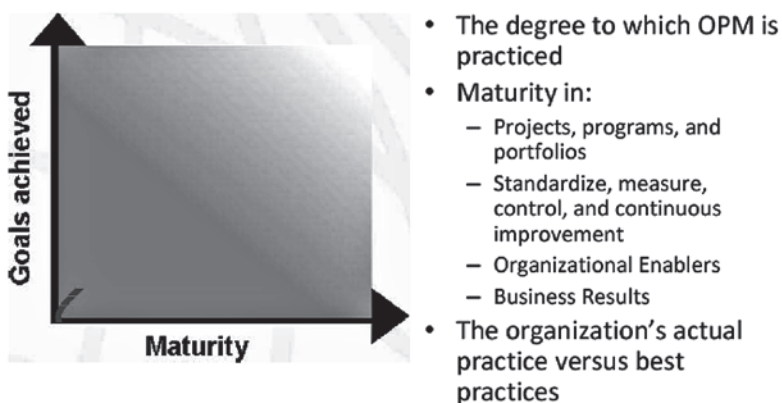 Goals achieved
Maturity
• The degree to which OPM is
practiced
• Maturity in:
– Projects, programs, and
portfolios
– Standardize, measure,
control, and continuous
improvement
– Organizational Enablers
– Business Results
• The organization's actual
practice versus best
practices